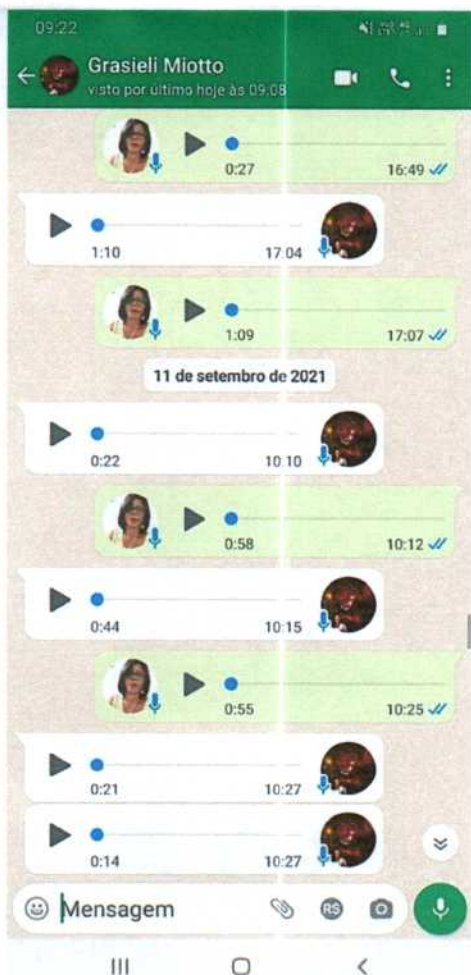 09:22
Grasieli Miotto
visto por último hoje às 09:08
0:27 16:49
1:10 17:04
1:09 17:07
11 de setembro de 2021
0:22 10:10
0:58 10:12
0:44 10:15
0:55 10:25
0:21 10:27
0:14 10:27
Mensagem
R$